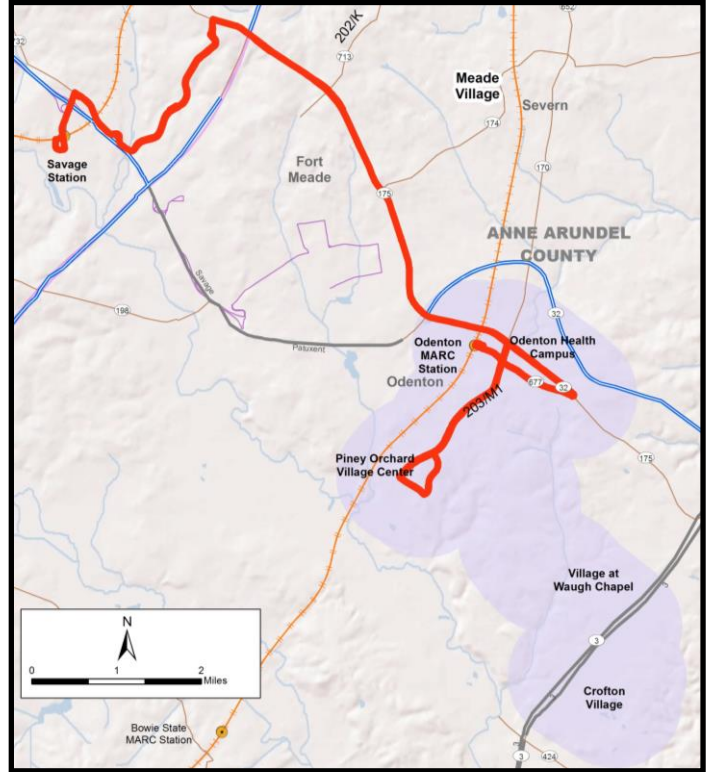 652
732
202/K
713
Meade
Village
Severn
174
Savage
Station
Fort
Meade
170
175
ANNE ARUNDEL
COUNTY
Savage
198
32
Patuxent
Odenton
MARC
Station
Odenton Health
Campus
Odenton
677
32
203/M1
Piney Orchard
Village Center
175
Village at
Waugh Chapel
N
0
1
2
Miles
3
Crofton
Village
Bowie State
MARC Station
3
424